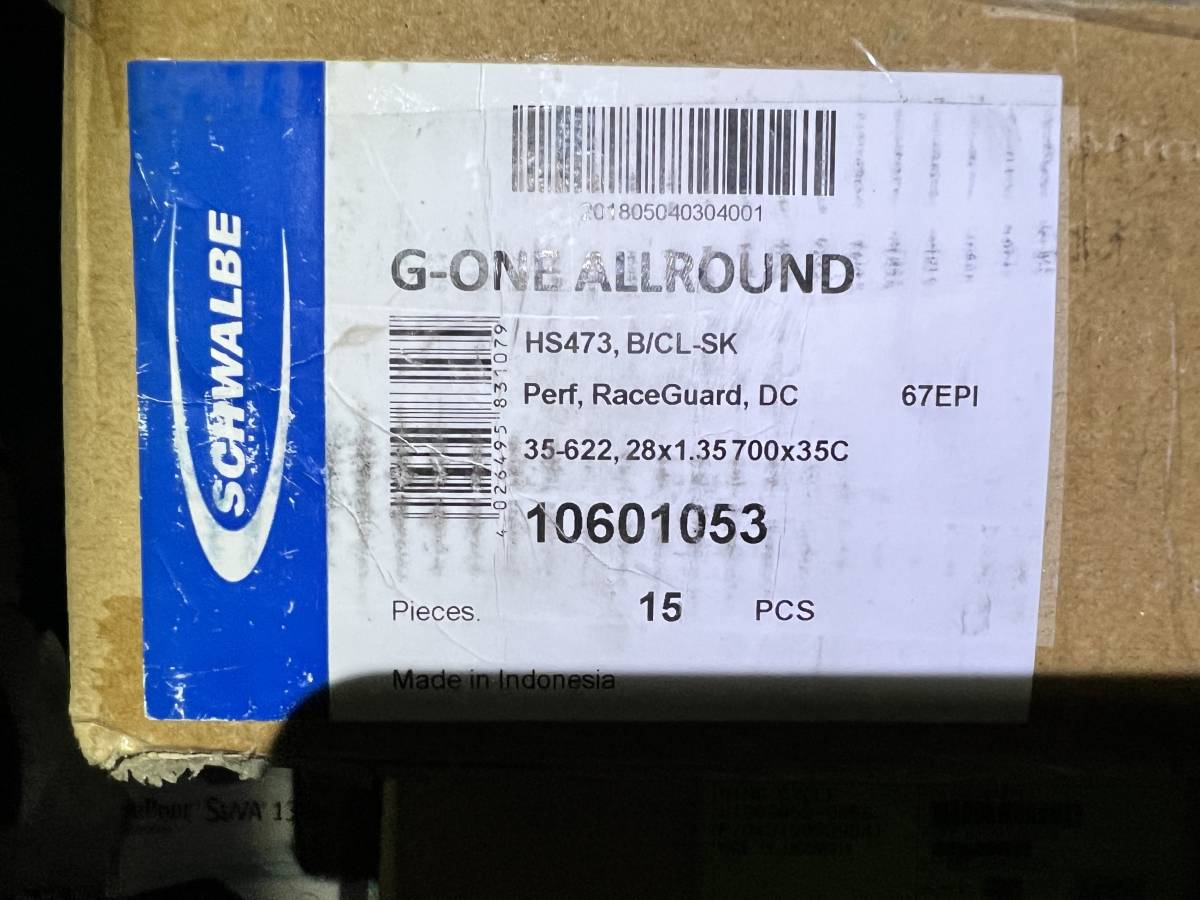 SCHWALBE
201805040304001
G-ONE ALLROUND
4 026495 831079
HS473, B/CL-SK
Perf, RaceGuard, DC 67EPI
35-622, 28x1.35 700x35C
10601053
Pieces. 15 PCS
Made in Indonesia